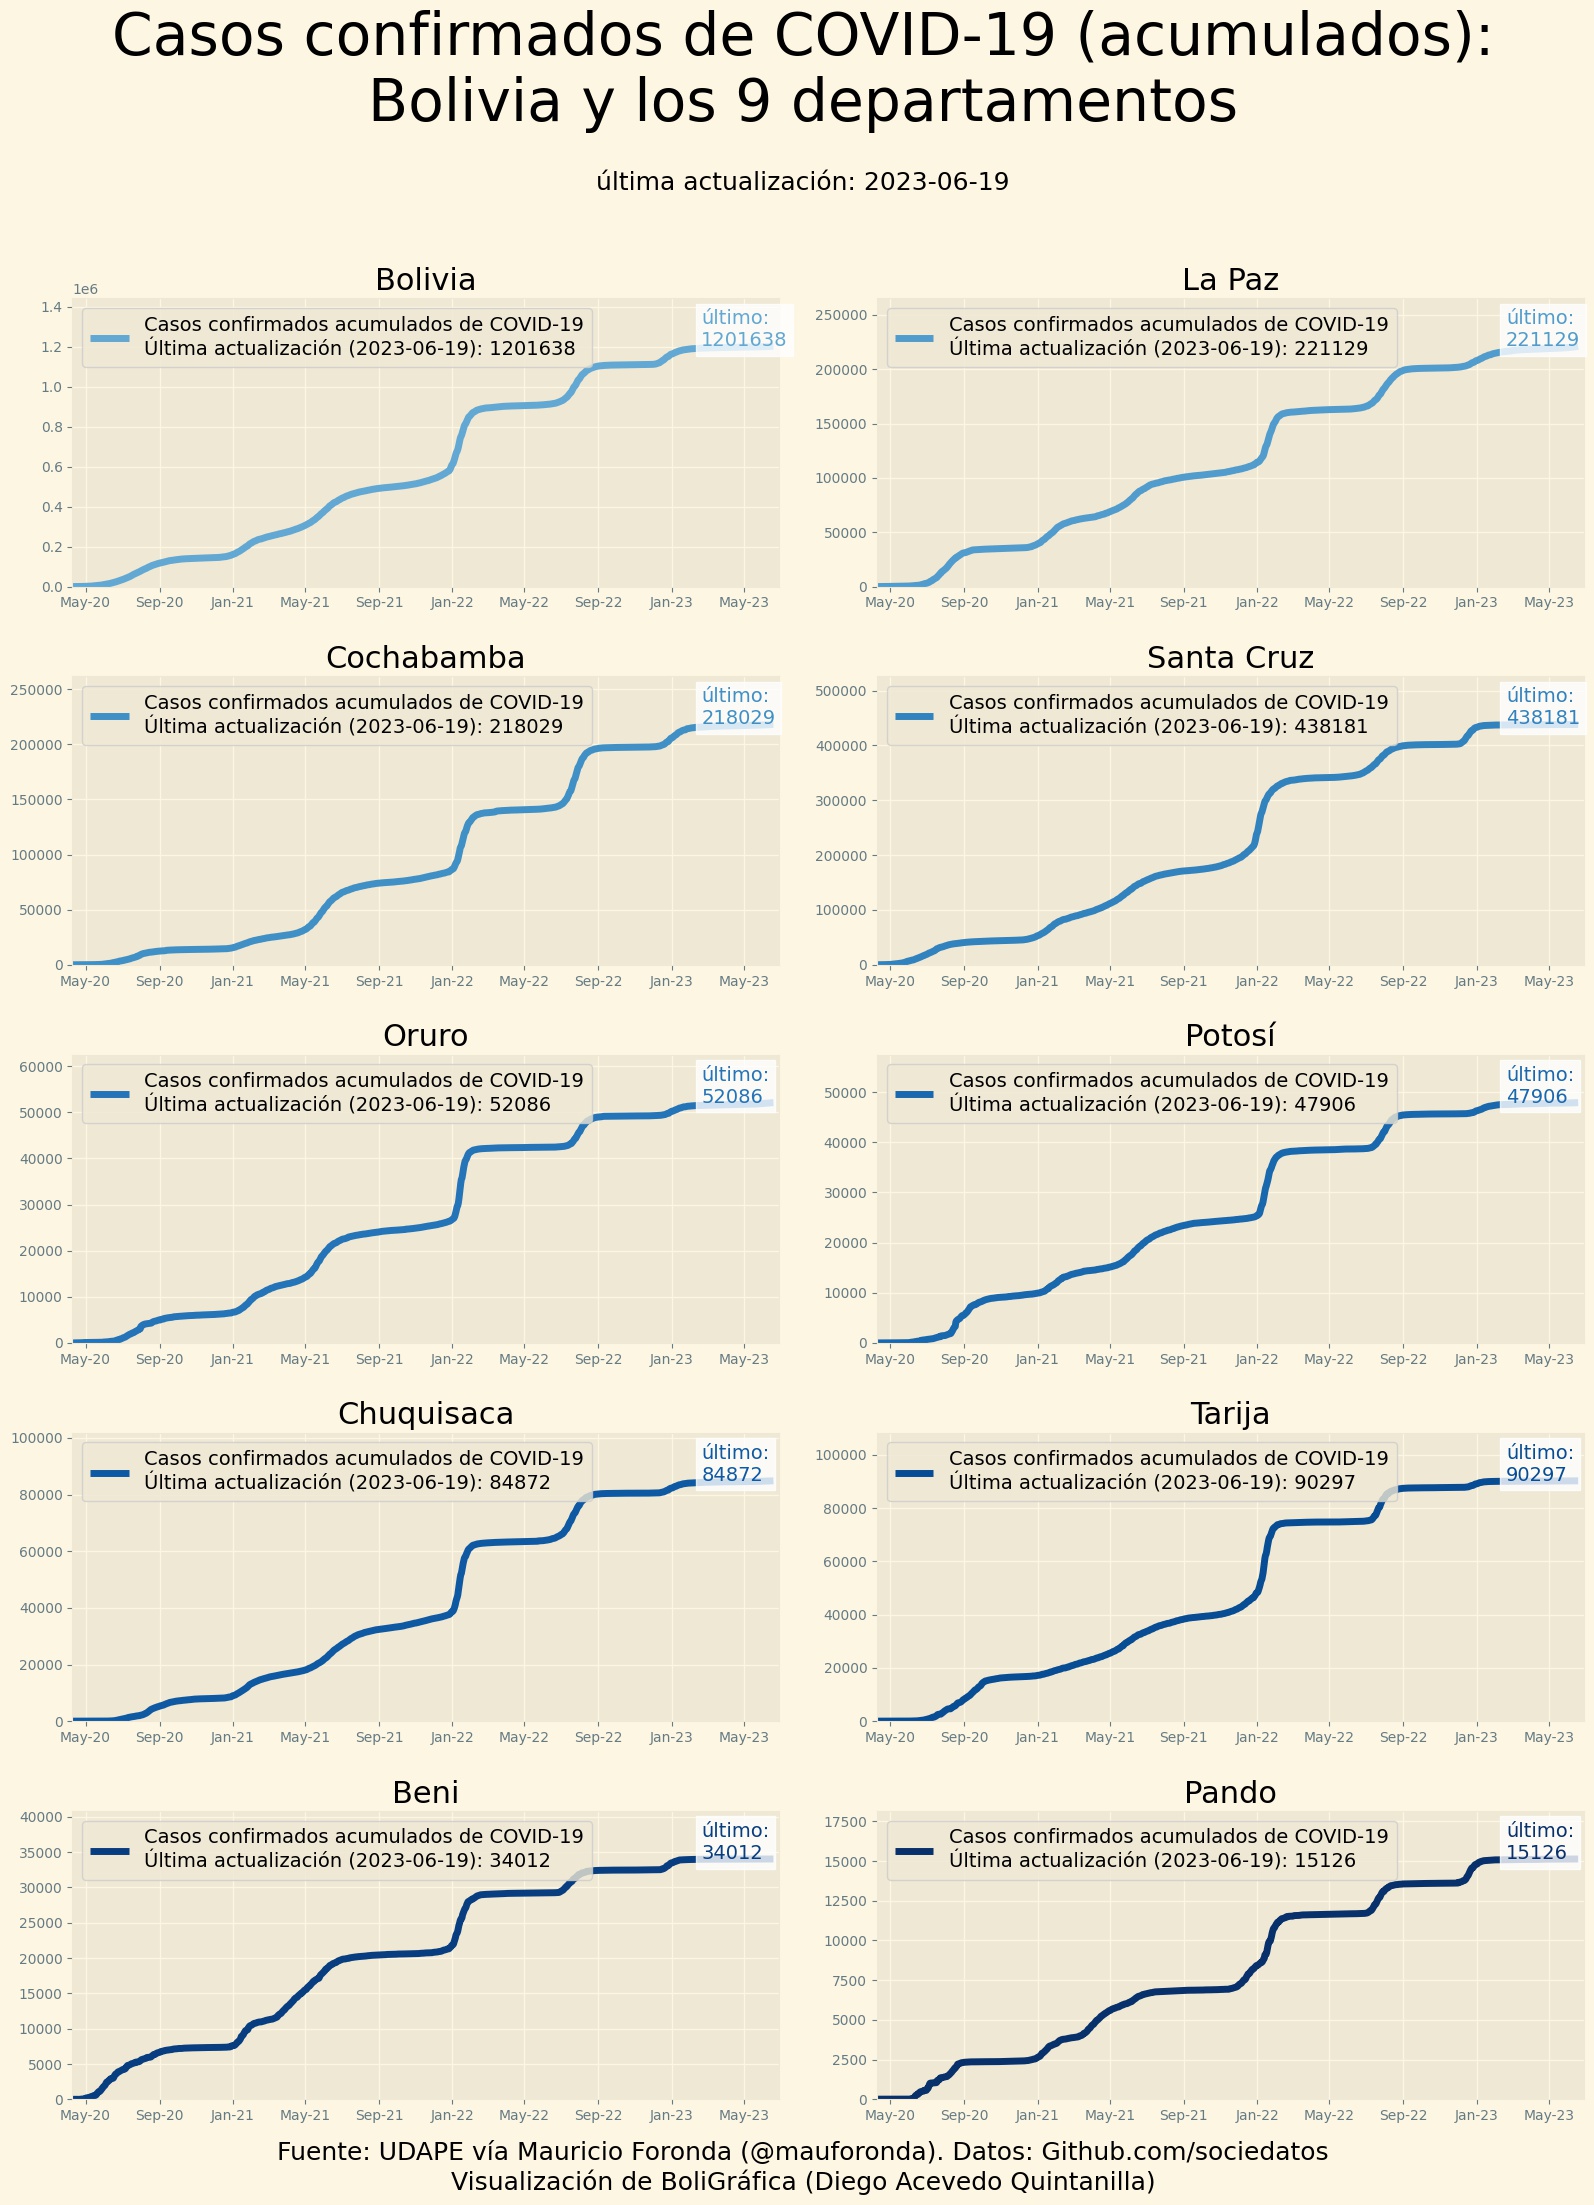 Casos confirmados de COVID-19 (acumulados):
Bolivia y los 9 departamentos
última actualización: 2023-06-19
Bolivia
1e6
1.4
1.2
1.0
0.8
0.6
0.4
0.2
0.0
Casos confirmados acumulados de COVID-19
Última actualización (2023-06-19): 1201638
último:
1201638
May-20 Sep-20 Jan-21 May-21 Sep-21 Jan-22 May-22 Sep-22 Jan-23 May-23
La Paz
250000
200000
150000
100000
50000
0
Casos confirmados acumulados de COVID-19
Última actualización (2023-06-19): 221129
último:
221129
May-20 Sep-20 Jan-21 May-21 Sep-21 Jan-22 May-22 Sep-22 Jan-23 May-23
Cochabamba
250000
200000
150000
100000
50000
0
Casos confirmados acumulados de COVID-19
Última actualización (2023-06-19): 218029
último:
218029
May-20 Sep-20 Jan-21 May-21 Sep-21 Jan-22 May-22 Sep-22 Jan-23 May-23
Santa Cruz
500000
400000
300000
200000
100000
0
Casos confirmados acumulados de COVID-19
Última actualización (2023-06-19): 438181
último:
438181
May-20 Sep-20 Jan-21 May-21 Sep-21 Jan-22 May-22 Sep-22 Jan-23 May-23
Oruro
60000
50000
40000
30000
20000
10000
0
Casos confirmados acumulados de COVID-19
Última actualización (2023-06-19): 52086
último:
52086
May-20 Sep-20 Jan-21 May-21 Sep-21 Jan-22 May-22 Sep-22 Jan-23 May-23
Potosí
50000
40000
30000
20000
10000
0
Casos confirmados acumulados de COVID-19
Última actualización (2023-06-19): 47906
último:
47906
May-20 Sep-20 Jan-21 May-21 Sep-21 Jan-22 May-22 Sep-22 Jan-23 May-23
Chuquisaca
100000
80000
60000
40000
20000
0
Casos confirmados acumulados de COVID-19
Última actualización (2023-06-19): 84872
último:
84872
May-20 Sep-20 Jan-21 May-21 Sep-21 Jan-22 May-22 Sep-22 Jan-23 May-23
Tarija
100000
80000
60000
40000
20000
0
Casos confirmados acumulados de COVID-19
Última actualización (2023-06-19): 90297
último:
90297
May-20 Sep-20 Jan-21 May-21 Sep-21 Jan-22 May-22 Sep-22 Jan-23 May-23
Beni
40000
35000
30000
25000
20000
15000
10000
5000
0
Casos confirmados acumulados de COVID-19
Última actualización (2023-06-19): 34012
último:
34012
May-20 Sep-20 Jan-21 May-21 Sep-21 Jan-22 May-22 Sep-22 Jan-23 May-23
Pando
17500
15000
12500
10000
7500
5000
2500
0
Casos confirmados acumulados de COVID-19
Última actualización (2023-06-19): 15126
último:
15126
May-20 Sep-20 Jan-21 May-21 Sep-21 Jan-22 May-22 Sep-22 Jan-23 May-23
Fuente: UDAPE vía Mauricio Foronda (@mauforonda). Datos: Github.com/sociedatos
Visualización de BoliGráfica (Diego Acevedo Quintanilla)